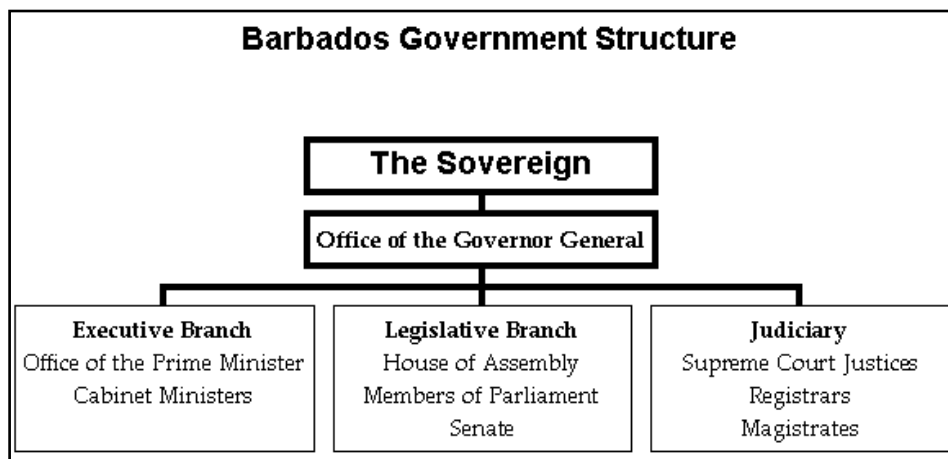 Barbados Government Structure
The Sovereign
Office of the Governor General
Executive Branch
Office of the Prime Minister
Cabinet Ministers
Legislative Branch
House of Assembly
Members of Parliament
Senate
Judiciary
Supreme Court Justices
Registrars
Magistrates